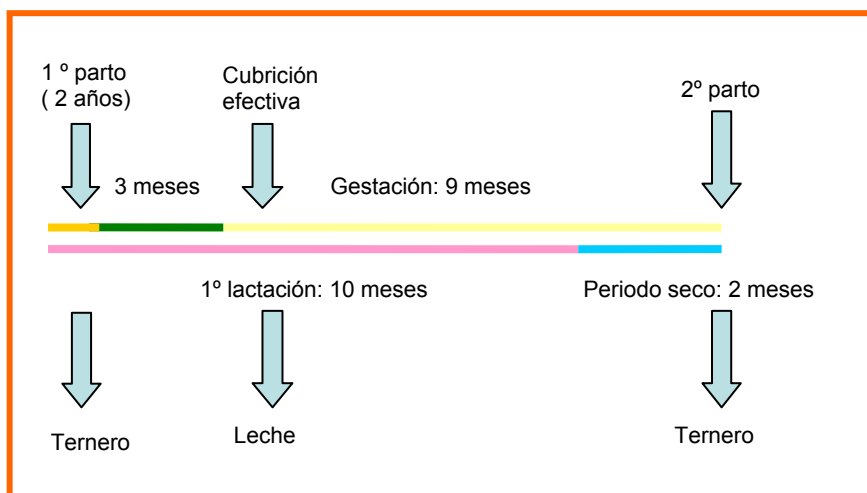 1 º parto
( 2 años)
Cubrición
efectiva
2º parto
3 meses
Gestación: 9 meses
1º lactación: 10 meses
Periodo seco: 2 meses
Ternero
Leche
Ternero